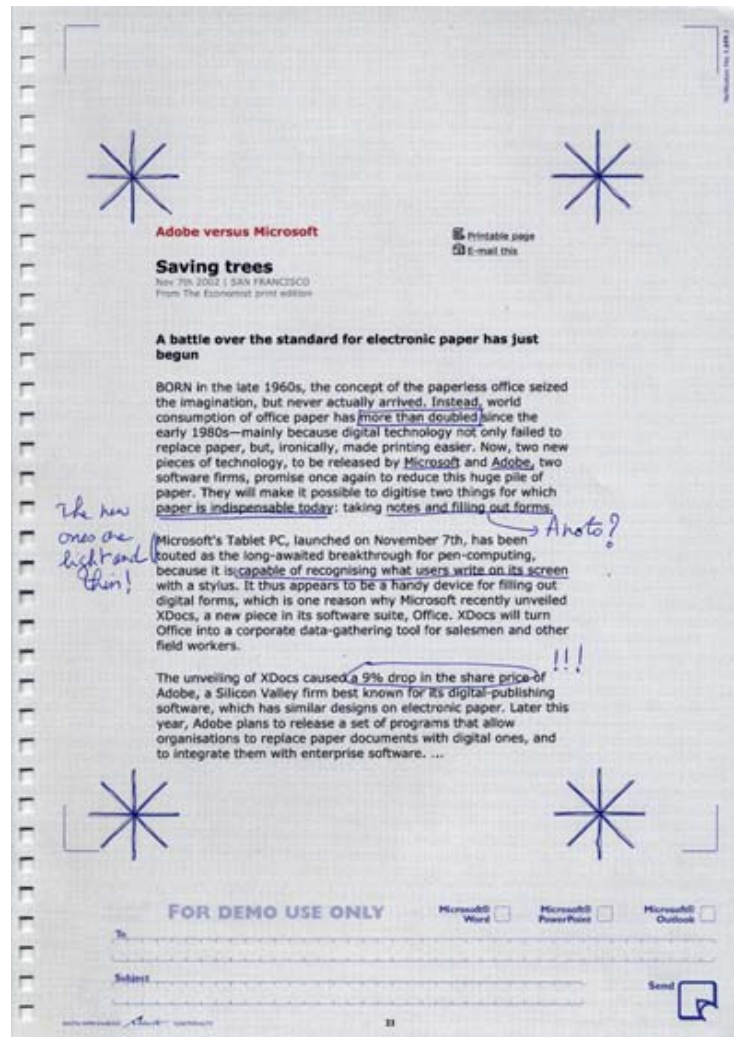 Adobe versus Microsoft
Printable page
E-mail this
Saving trees
Nov 7th 2002 | SAN FRANCISCO
From The Economist print edition
A battle over the standard for electronic paper has just
begun
BORN in the late 1960s, the concept of the paperless office seized
the imagination, but never actually arrived. Instead, world
consumption of office paper has more than doubled since the
early 1980s—mainly because digital technology not only failed to
replace paper, but, ironically, made printing easier. Now, two new
pieces of technology, to be released by Microsoft and Adobe, two
software firms, promise once again to reduce this huge pile of
paper. They will make it possible to digitise two things for which
paper is indispensable today: taking notes and filling out forms.
Anoto?
The new
ones are
light and
thin!
Microsoft's Tablet PC, launched on November 7th, has been
touted as the long-awaited breakthrough for pen-computing,
because it is capable of recognising what users write on its screen
with a stylus. It thus appears to be a handy device for filling out
digital forms, which is one reason why Microsoft recently unveiled
XDocs, a new piece in its software suite, Office. XDocs will turn
Office into a corporate data-gathering tool for salesmen and other
field workers.
!!!
The unveiling of XDocs caused a 9% drop in the share price of
Adobe, a Silicon Valley firm best known for its digital-publishing
software, which has similar designs on electronic paper. Later this
year, Adobe plans to release a set of programs that allow
organisations to replace paper documents with digital ones, and
to integrate them with enterprise software. ...
FOR DEMO USE ONLY
Microsoft® Word
Microsoft® PowerPoint
Microsoft® Outlook
To
Subject
Send
33